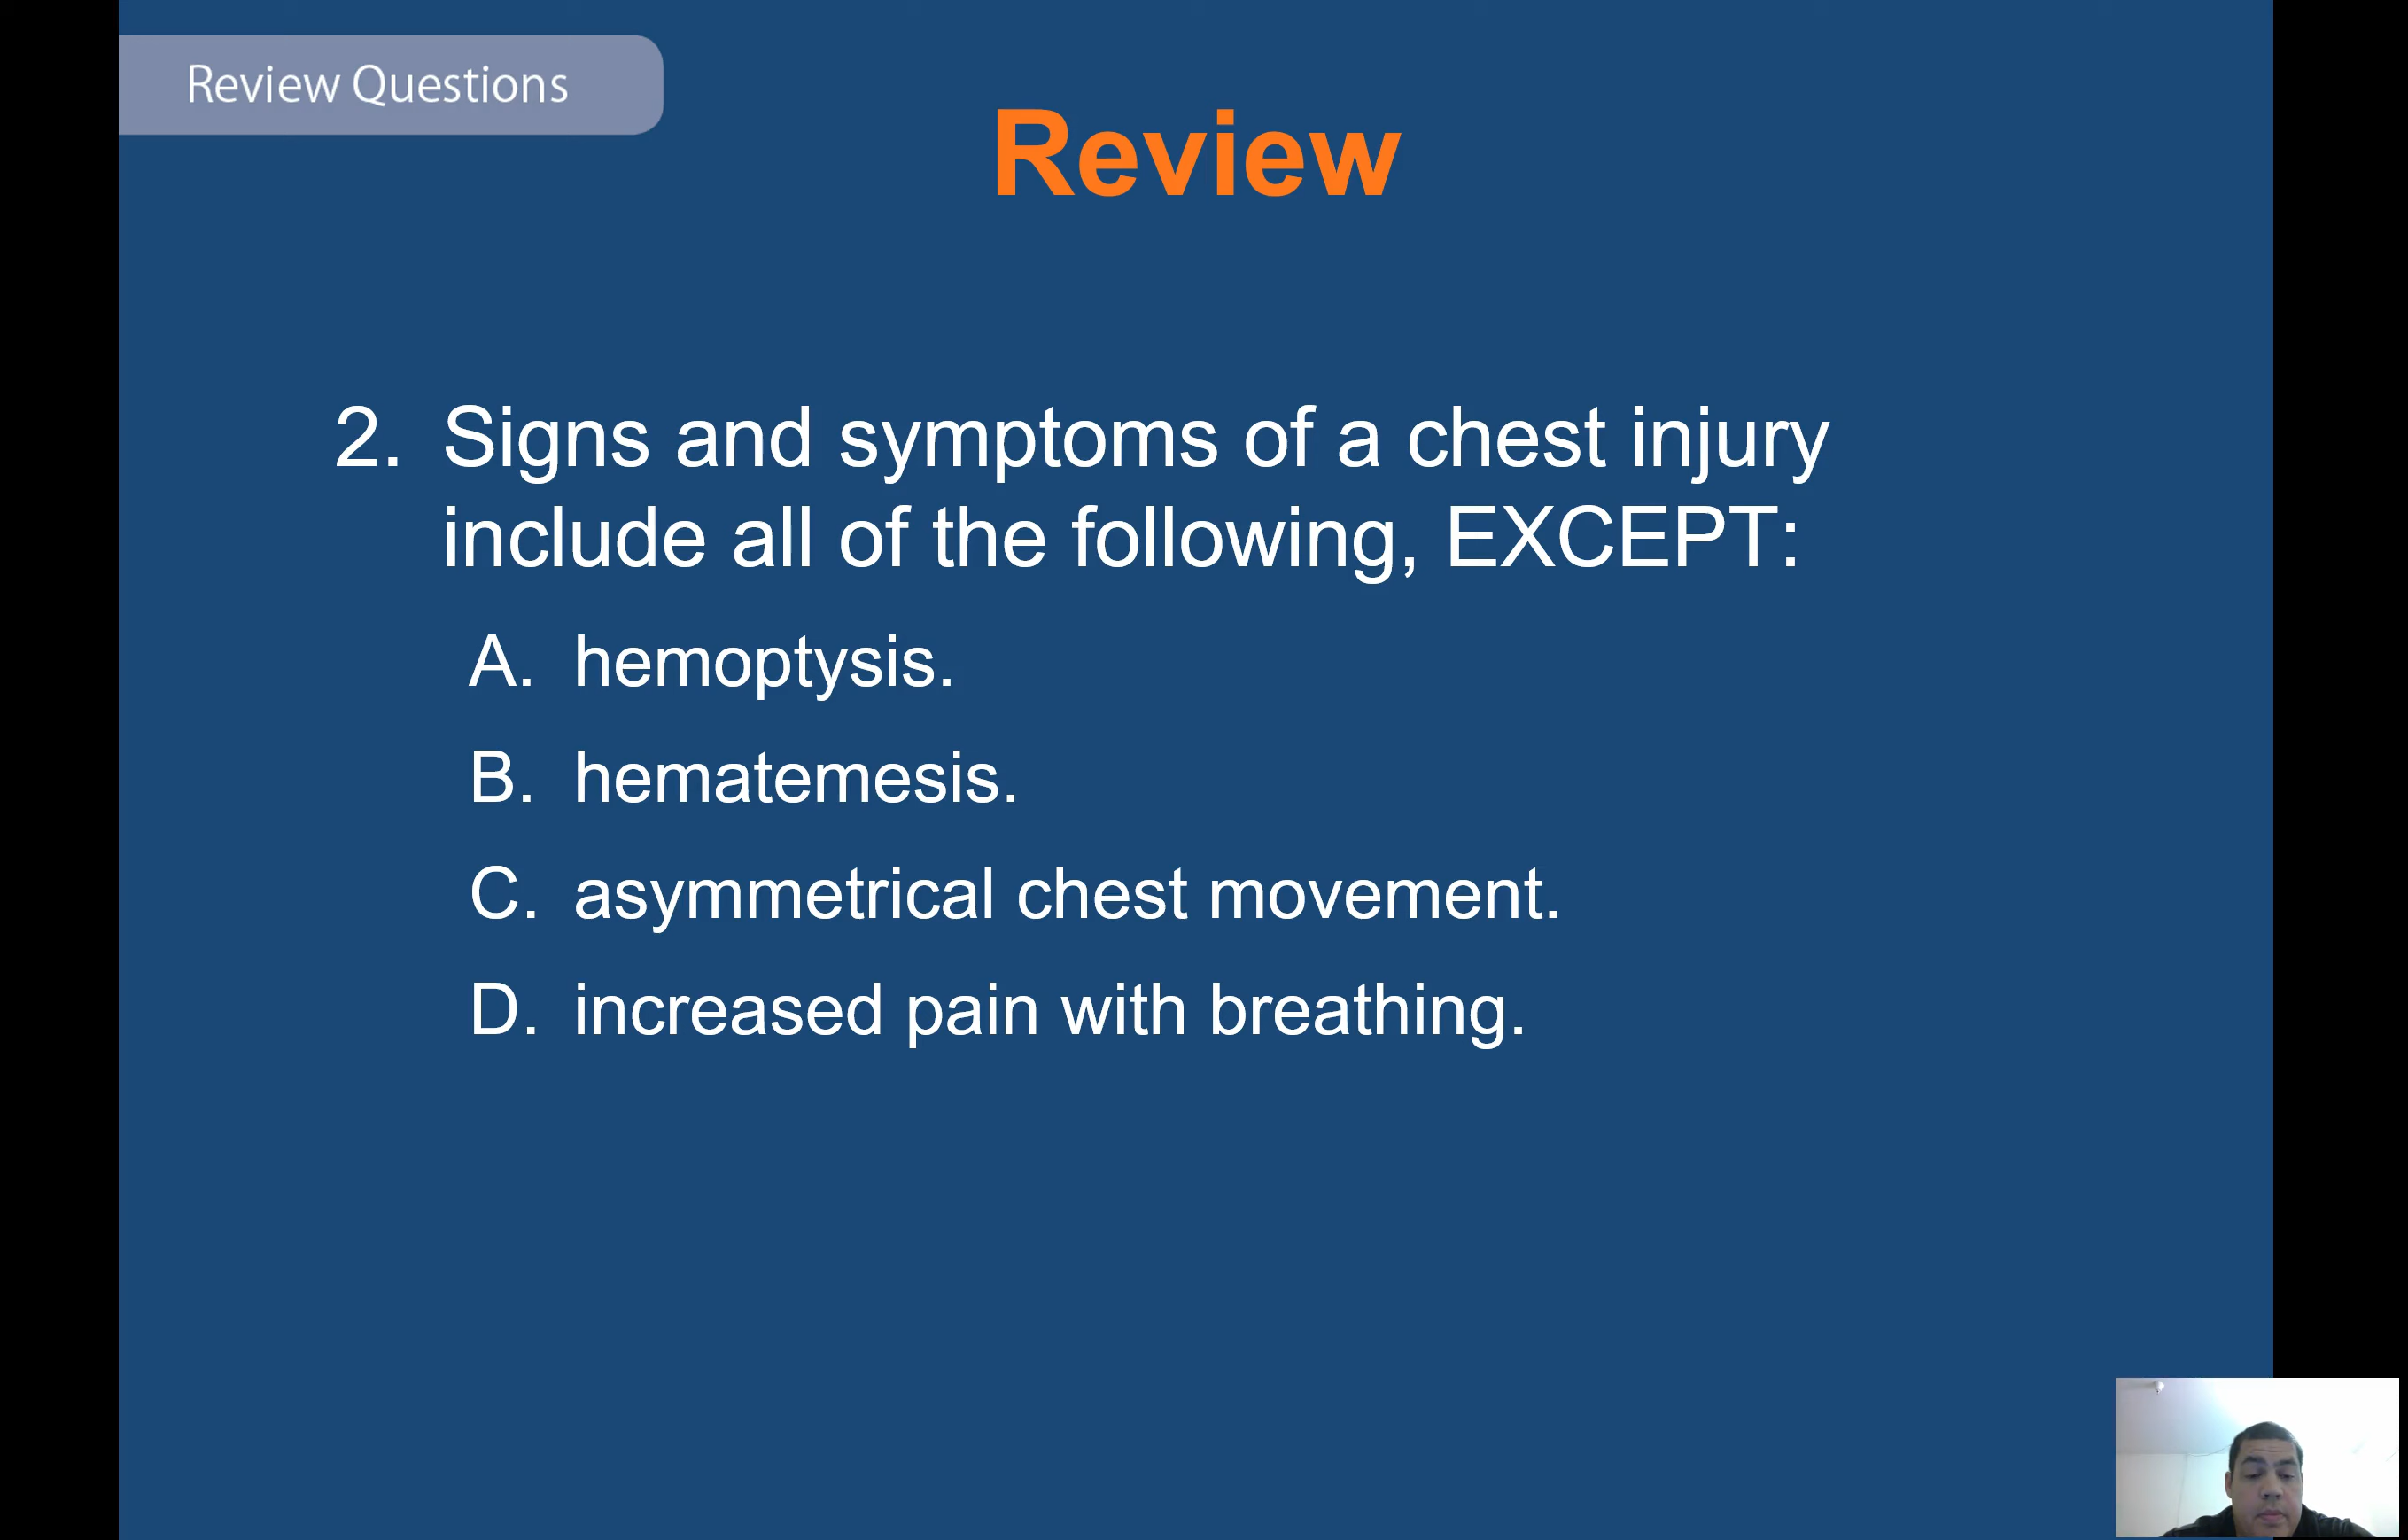 Review Questions
Review
2. Signs and symptoms of a chest injury
include all of the following, EXCEPT:
A. hemoptysis.
B. hematemesis.
C. asymmetrical chest movement.
D. increased pain with breathing.